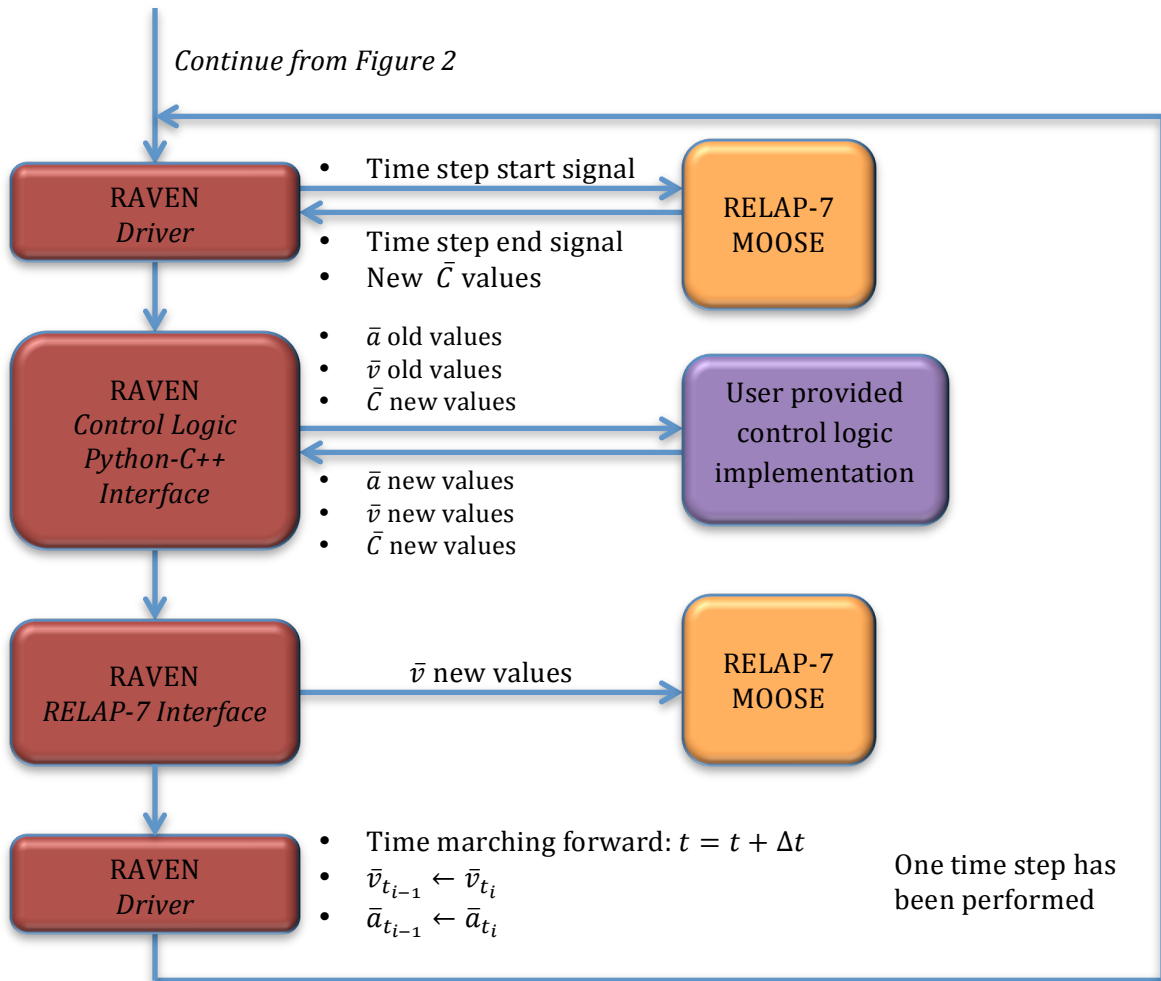 Continue from Figure 2
RAVEN
Driver
• Time step start signal
• Time step end signal
• New C̄ values
RELAP-7
MOOSE
RAVEN
Control Logic
Python-C++
Interface
• ā old values
• v̄ old values
• C̄ new values
• ā new values
• v̄ new values
• C̄ new values
User provided
control logic
implementation
RAVEN
RELAP-7 Interface
v̄ new values
RELAP-7
MOOSE
RAVEN
Driver
• Time marching forward: t = t + Δt
• v̄ₜᵢ₋₁ ← v̄ₜᵢ
• āₜᵢ₋₁ ← āₜᵢ
One time step has
been performed